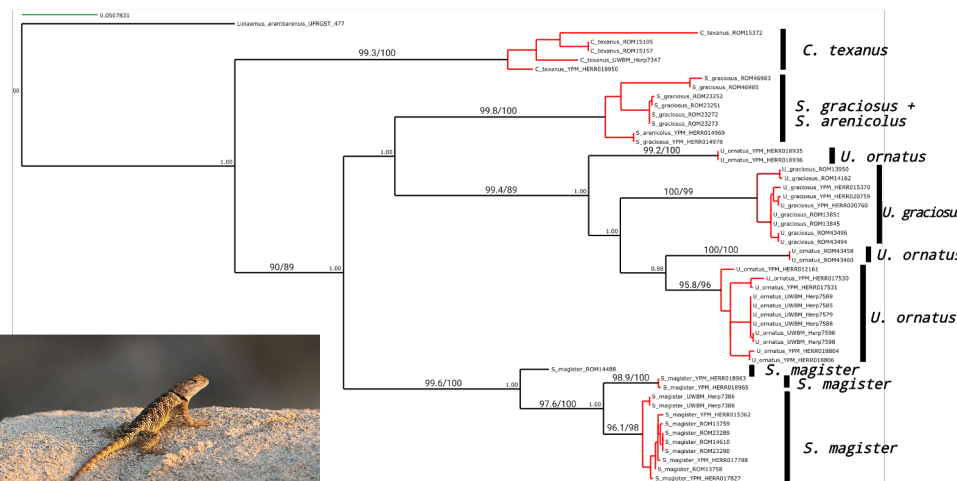 0.0507831
Liolaemus_arambarensis_UFRGST_477
C_texanus_ROM15372
99.3/100
C_texanus_ROM15105
C_texanus_ROM15157
C. texanus
C_texanus_UWBM_Herp7347
C_texanus_YPM_HERR018950
S_graciosus_ROM46983
S_graciosus_ROM46985
S_graciosus_ROM23252
S_graciosus_ROM23251
99.8/100
S. graciosus +
S. arenicolus
S_graciosus_ROM23272
S_graciosus_ROM23273
S_arenicolus_YPM_HERR014969
S_graciosus_YPM_HERR014978
1.00
99.2/100
U_ornatus_YPM_HERR018935
U_ornatus_YPM_HERR018936
U. ornatus
1.00
U_graciosus_ROM13950
U_graciosus_ROM14162
99.4/89
1.00
100/99
U_graciosus_YPM_HERR015370
U_graciosus_YPM_HERR020759
U_graciosus_YPM_HERR020760
U_graciosus_ROM13851
U. graciosus
U_graciosus_ROM13845
1.00
U_graciosus_ROM43496
U_graciosus_ROM43494
100/100
U_ornatus_ROM43458
U_ornatus_ROM43460
U. ornatus
90/89
1.00
0.98
U_ornatus_YPM_HERR012161
U_ornatus_YPM_HERR017530
95.8/96
U_ornatus_YPM_HERR017531
U_ornatus_UWBM_Herp7589
U_ornatus_UWBM_Herp7585
U_ornatus_UWBM_Herp7579
U. ornatus
U_ornatus_UWBM_Herp7588
U_ornatus_UWBM_Herp7596
U_ornatus_UWBM_Herp7598
U_ornatus_YPM_HERR018804
U_ornatus_YPM_HERR018806
S_magister_ROM14488
S. magister
99.6/100
1.00
98.9/100
S_magister_YPM_HERR018963
S_magister_YPM_HERR018965
S. magister
97.6/100
1.00
S_magister_UWBM_Herp7386
S_magister_UWBM_Herp7388
S_magister_YPM_HERR015362
S_magister_ROM13759
96.1/98
S_magister_ROM23289
S_magister_ROM14610
S. magister
S_magister_ROM23290
S_magister_YPM_HERR017788
S_magister_ROM13758
S_magister_YPM_HERR017827